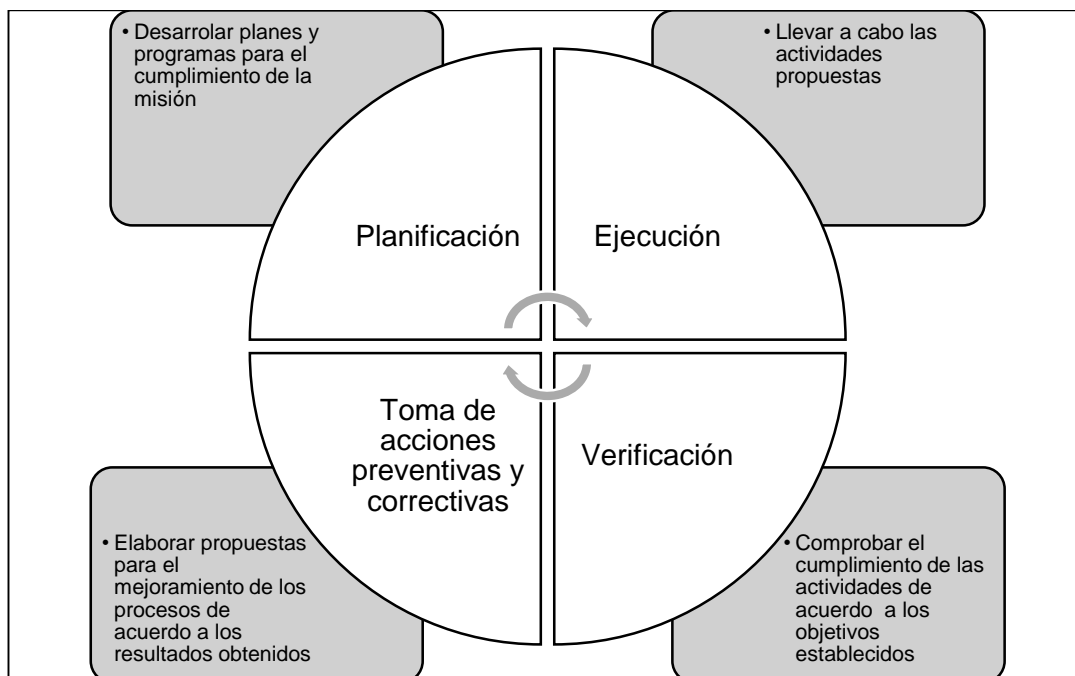 • Desarrolar planes y
programas para el
cumplimiento de la
misión
• Llevar a cabo las
actividades
propuestas
Planificación
Ejecución
Toma de
acciones
preventivas y
correctivas
Verificación
• Elaborar propuestas
para el
mejoramiento de los
procesos de
acuerdo a los
resultados obtenidos
• Comprobar el
cumplimiento de las
actividades de
acuerdo a los
objetivos
establecidos